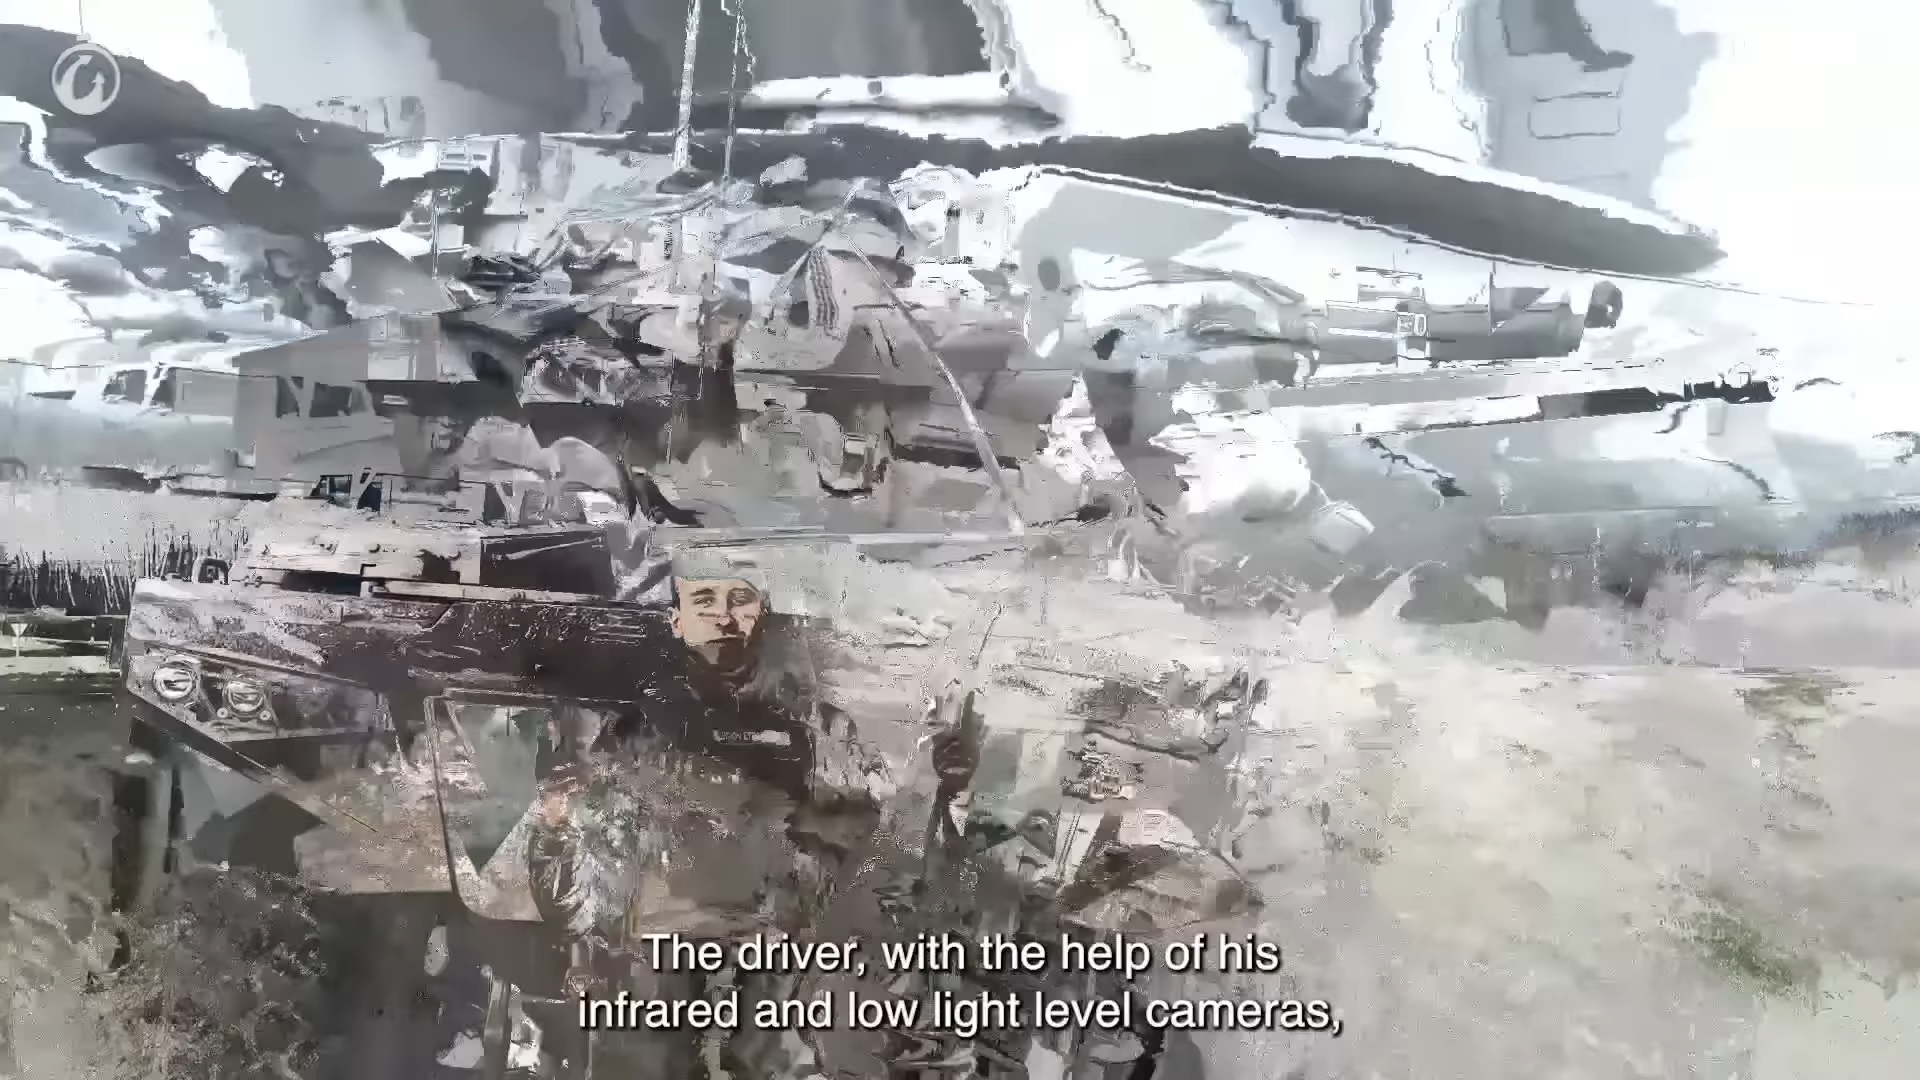 The driver, with the help of his
infrared and low light level cameras,